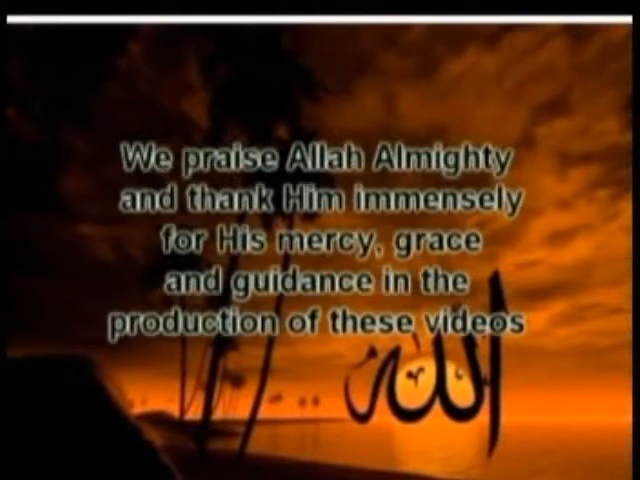 We praise Allah Almighty
and thank Him immensely
for His mercy, grace
and guidance in the
production of these videos
الله